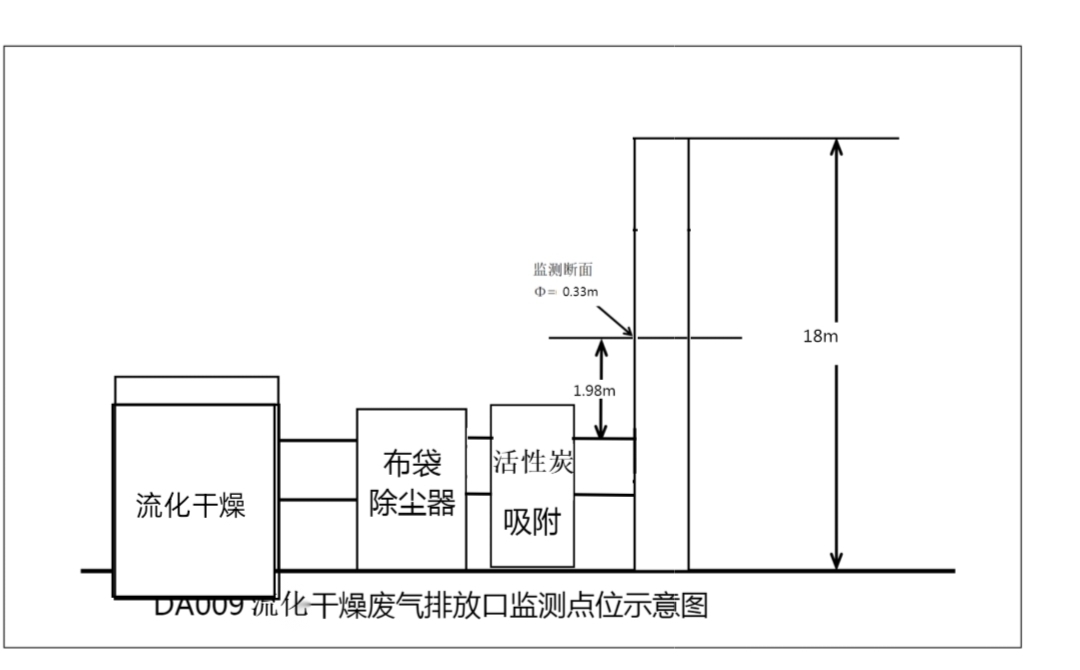 监测断面
Φ= 0.33m
18m
1.98m
布袋
除尘器
活性炭
吸附
流化干燥
DA009 流化干燥废气排放口监测点位示意图